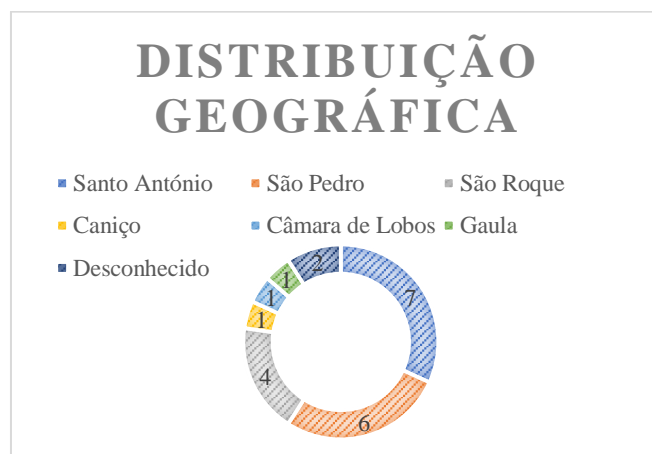 DISTRIBUIÇÃO
GEOGRÁFICA
Santo António São Pedro São Roque
Caniço Câmara de Lobos Gaula
Desconhecido
2
1
7
1
1
4
6